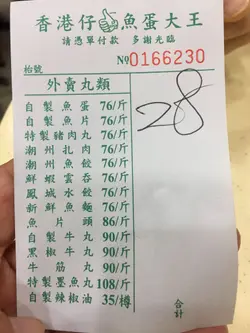 香港仔魚蛋大王
請憑單付款 多謝光臨
枱號 Nº 0166230
外賣丸類
自製魚蛋 76/斤
自製魚片 76/斤
特製豬肉丸 76/斤
潮州扎肉 76/斤
潮州魚餃 76/斤
鮮蝦雲吞 76/斤
鳳城水餃 76/斤
新鮮魚麵 76/斤
魚片頭 86/斤
自製牛丸 90/斤
黑椒牛丸 90/斤
牛筋丸 90/斤
特製墨魚丸 108/斤
自製辣椒油 35/樽
28
合計